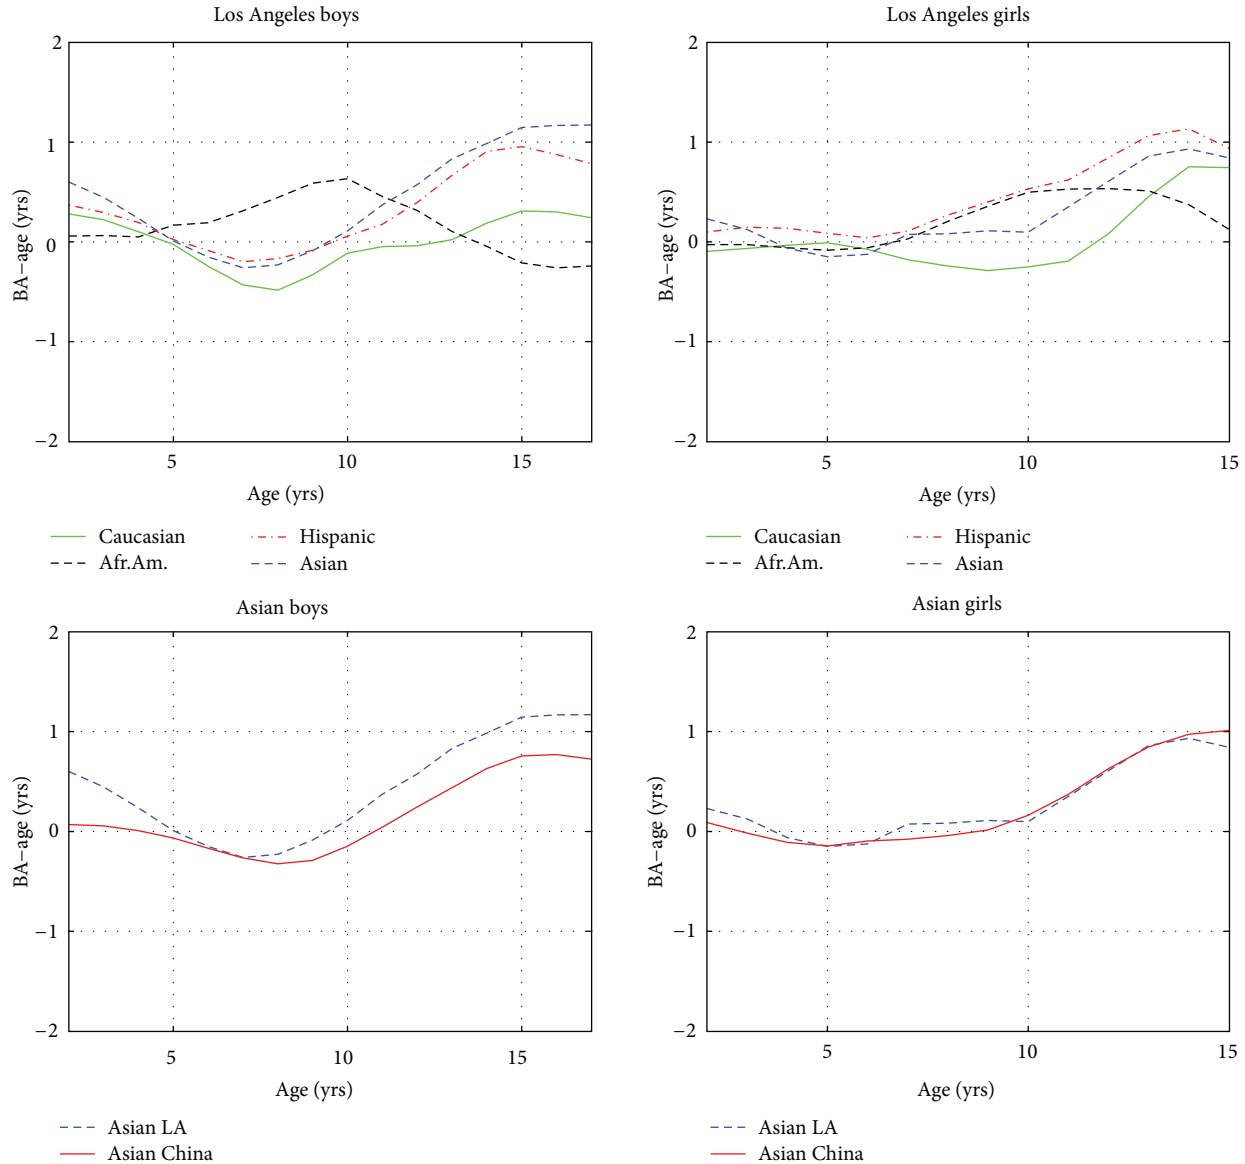 Los Angeles boys
2
1
0
−1
−2
BA−age (yrs)
5 10 15
Age (yrs)
Caucasian Hispanic
Afr.Am. Asian
Los Angeles girls
2
1
0
−1
−2
BA−age (yrs)
5 10 15
Age (yrs)
Caucasian Hispanic
Afr.Am. Asian
Asian boys
2
1
0
−1
−2
BA−age (yrs)
5 10 15
Age (yrs)
Asian LA
Asian China
Asian girls
2
1
0
−1
−2
BA−age (yrs)
5 10 15
Age (yrs)
Asian LA
Asian China